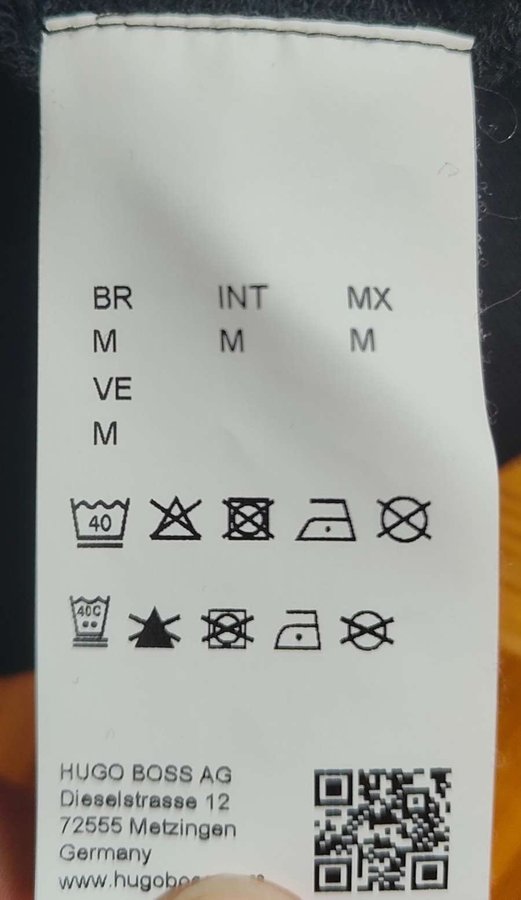 BR INT MX
M M M
VE
M
40
40C
HUGO BOSS AG
Dieselstrasse 12
72555 Metzingen
Germany